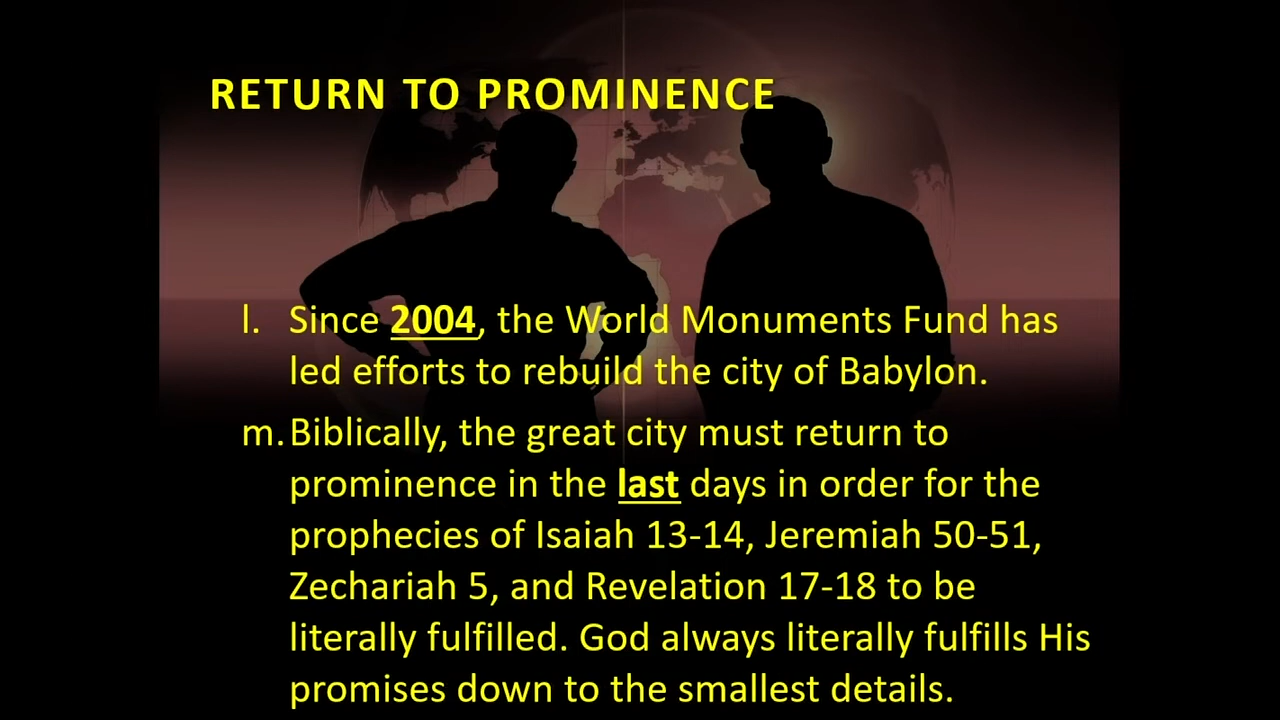 RETURN TO PROMINENCE
l. Since 2004, the World Monuments Fund has
led efforts to rebuild the city of Babylon.
m. Biblically, the great city must return to
prominence in the last days in order for the
prophecies of Isaiah 13-14, Jeremiah 50-51,
Zechariah 5, and Revelation 17-18 to be
literally fulfilled. God always literally fulfills His
promises down to the smallest details.